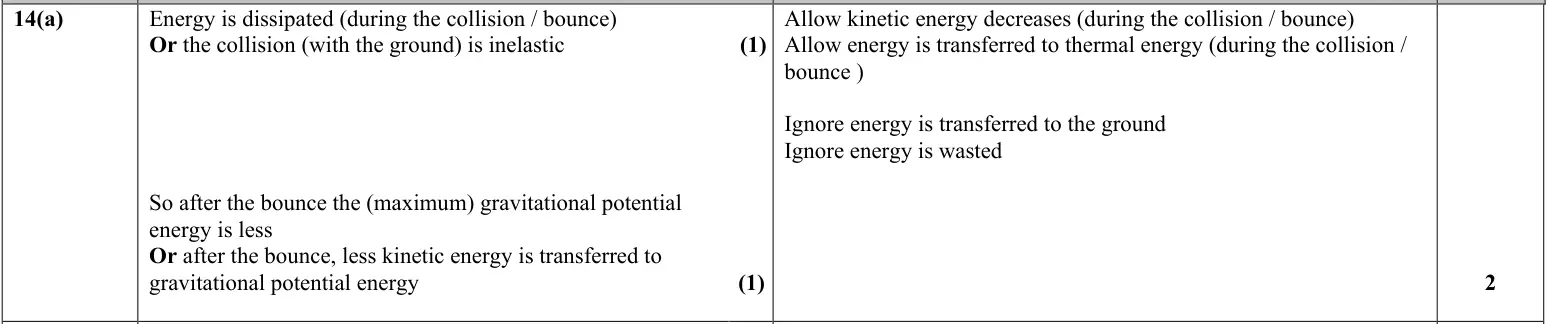 14(a)
Energy is dissipated (during the collision / bounce)
Or the collision (with the ground) is inelastic (1)
Allow kinetic energy decreases (during the collision / bounce)
Allow energy is transferred to thermal energy (during the collision /
bounce )
Ignore energy is transferred to the ground
Ignore energy is wasted
So after the bounce the (maximum) gravitational potential
energy is less
Or after the bounce, less kinetic energy is transferred to
gravitational potential energy (1)
2